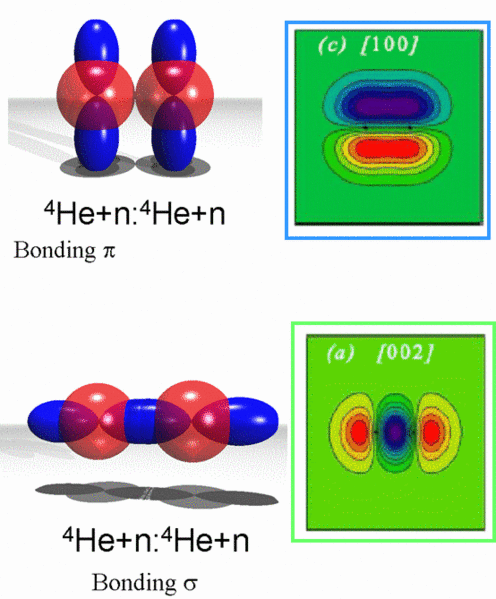 (c) [100]
⁴He+n:⁴He+n
Bonding π
(a) [002]
⁴He+n:⁴He+n
Bonding σ